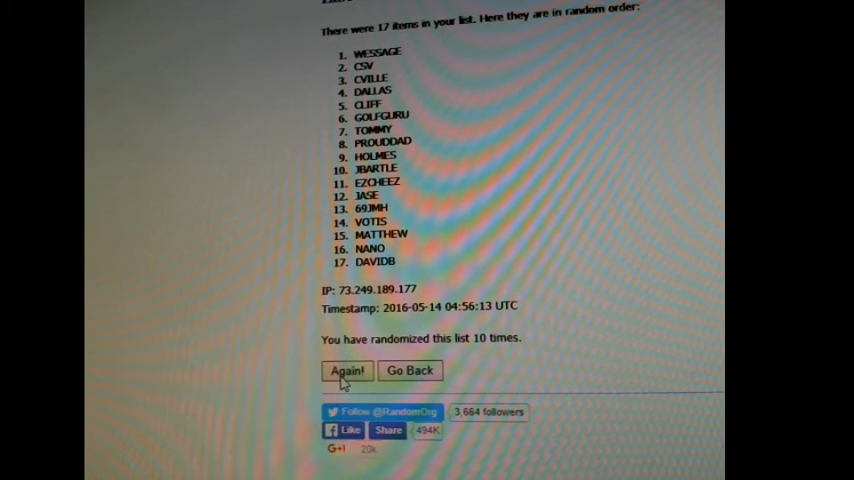 There were 17 items in your list. Here they are in random order:
1. WESSAGE
2. CSV
3. CVILLE
4. DALLAS
5. CLIFF
6. GOLFGURU
7. TOMMY
8. PROUDDAD
9. HOLMES
10. JBARTLE
11. EZCHEEZ
12. JASE
13. 69JMH
14. VOTIS
15. MATTHEW
16. NANO
17. DAVIDB
IP: 73.249.189.177
Timestamp: 2016-05-14 04:56:13 UTC
You have randomized this list 10 times.
Again! Go Back
Follow @RandomOrg 3,664 followers
Like Share 494K
G+1 20k